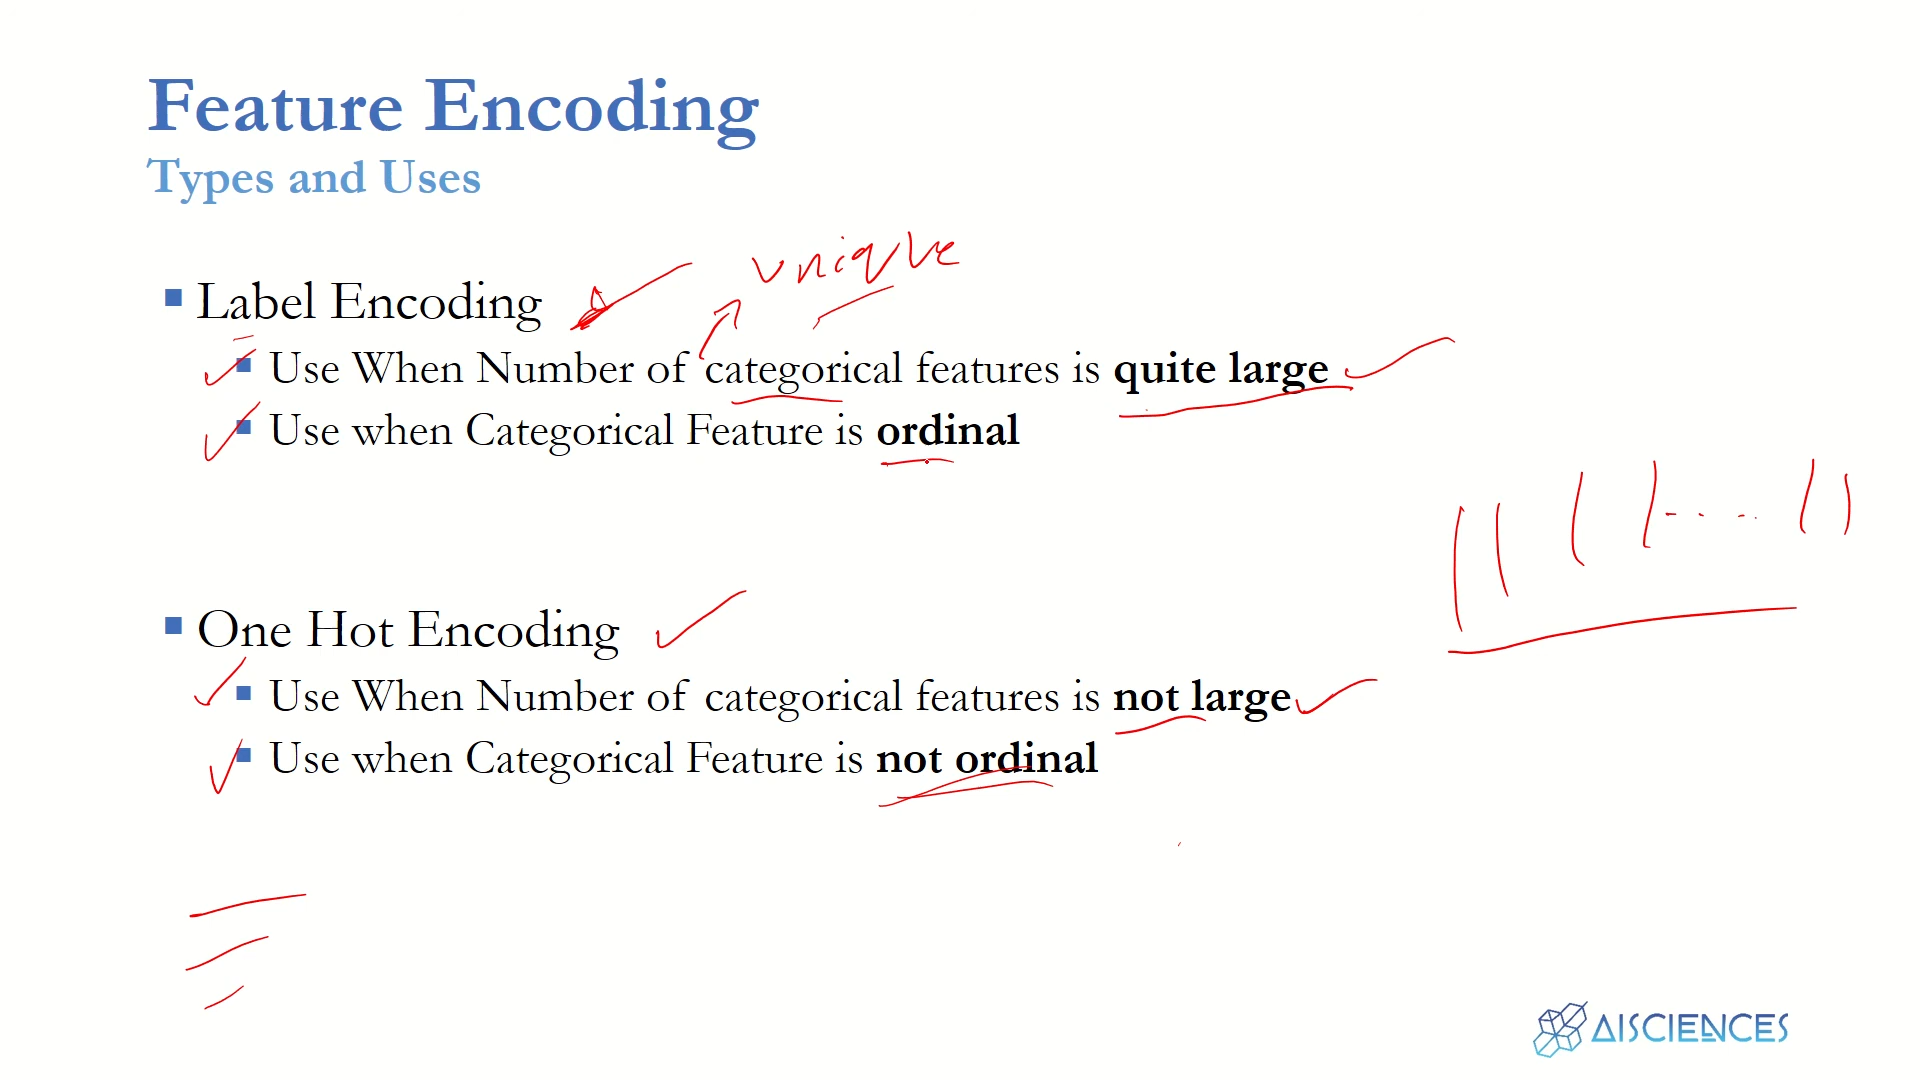 Feature Encoding
Types and Uses
unique
Label Encoding
Use When Number of categorical features is quite large
Use when Categorical Feature is ordinal
One Hot Encoding
Use When Number of categorical features is not large
Use when Categorical Feature is not ordinal
AISCIENCES